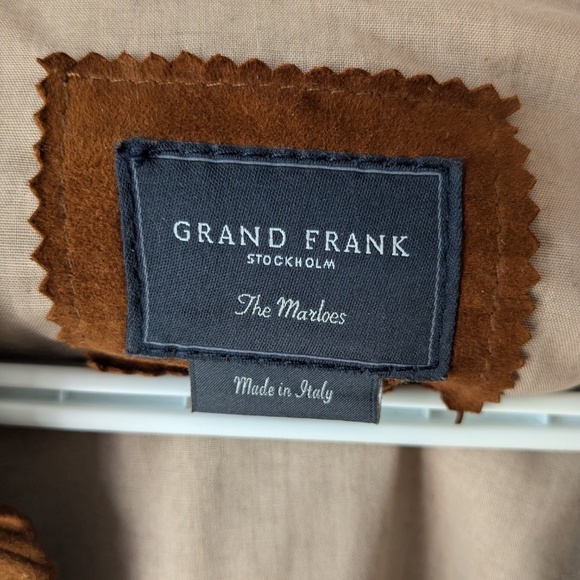 GRAND FRANK
STOCKHOLM
The Marloes
Made in Italy